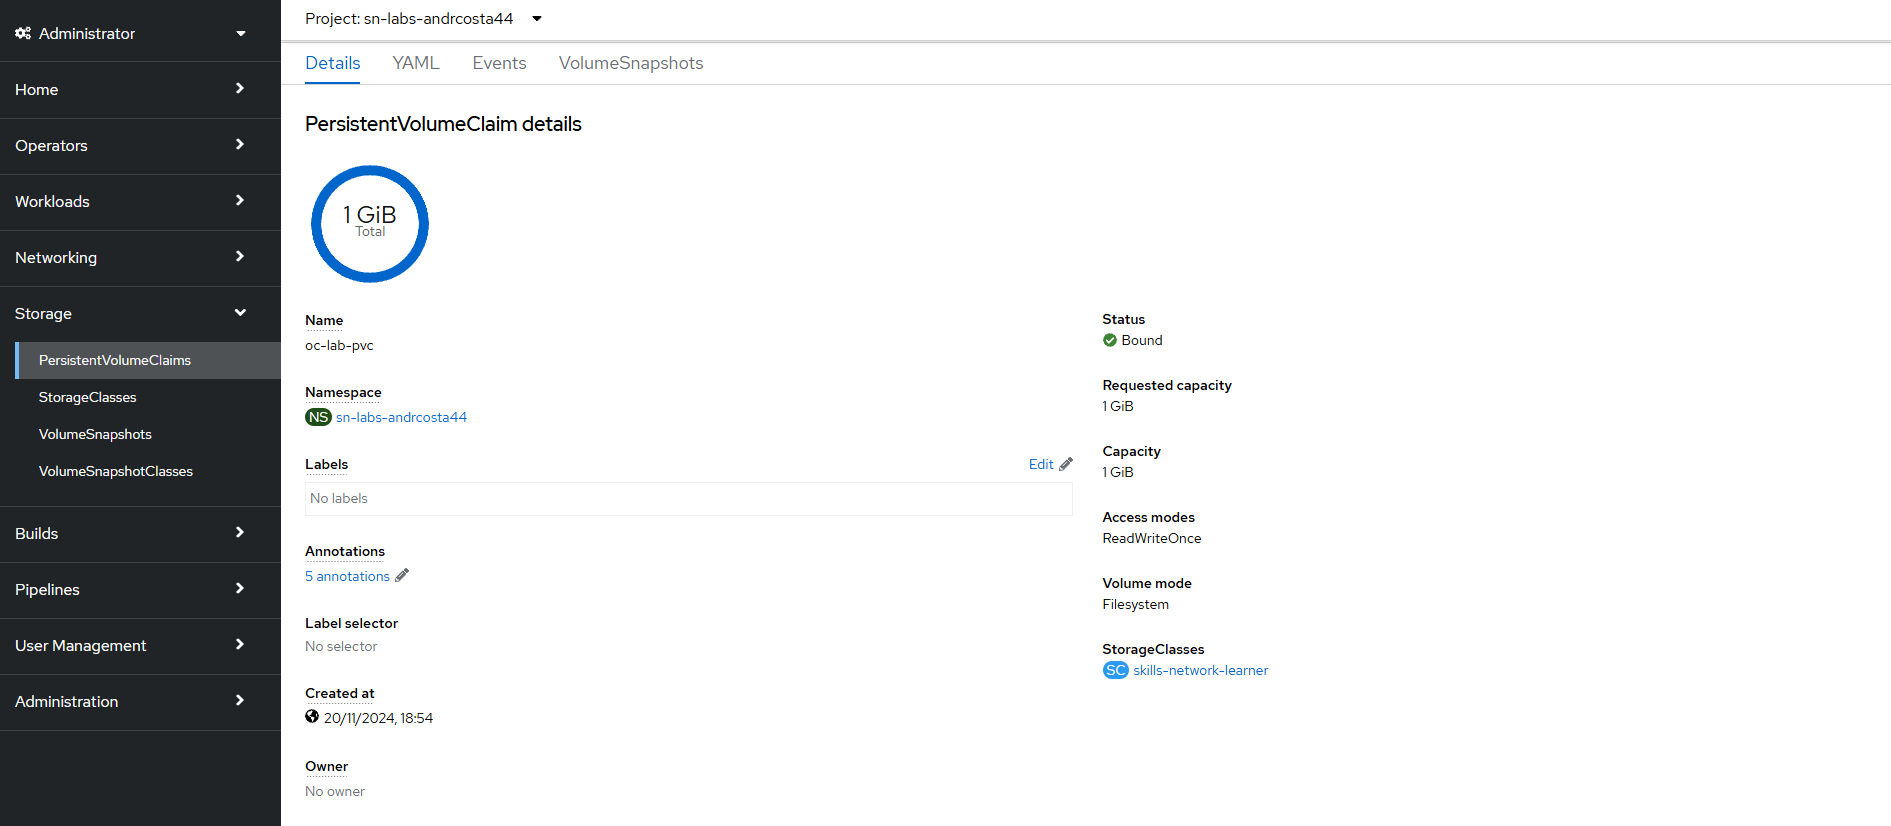 Administrator
Home
Operators
Workloads
Networking
Storage
PersistentVolumeClaims
StorageClasses
VolumeSnapshots
VolumeSnapshotClasses
Builds
Pipelines
User Management
Administration
Project: sn-labs-andrcosta44
Details YAML Events VolumeSnapshots
PersistentVolumeClaim details
1 GiB
Total
Name
oc-lab-pvc
Namespace
NS sn-labs-andrcosta44
Labels Edit
No labels
Annotations
5 annotations
Label selector
No selector
Created at
20/11/2024, 18:54
Owner
No owner
Status
Bound
Requested capacity
1 GiB
Capacity
1 GiB
Access modes
ReadWriteOnce
Volume mode
Filesystem
StorageClasses
SC skills-network-learner